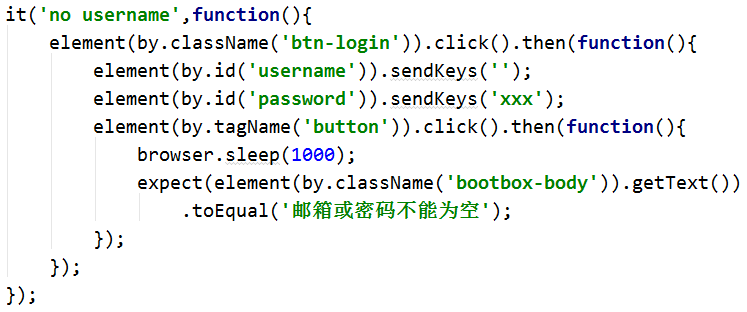 it('no username',function(){
    element(by.className('btn-login')).click().then(function(){
        element(by.id('username')).sendKeys('');
        element(by.id('password')).sendKeys('xxx');
        element(by.tagName('button')).click().then(function(){
            browser.sleep(1000);
            expect(element(by.className('bootbox-body')).getText())
                .toEqual('邮箱或密码不能为空');
        });
    });
});